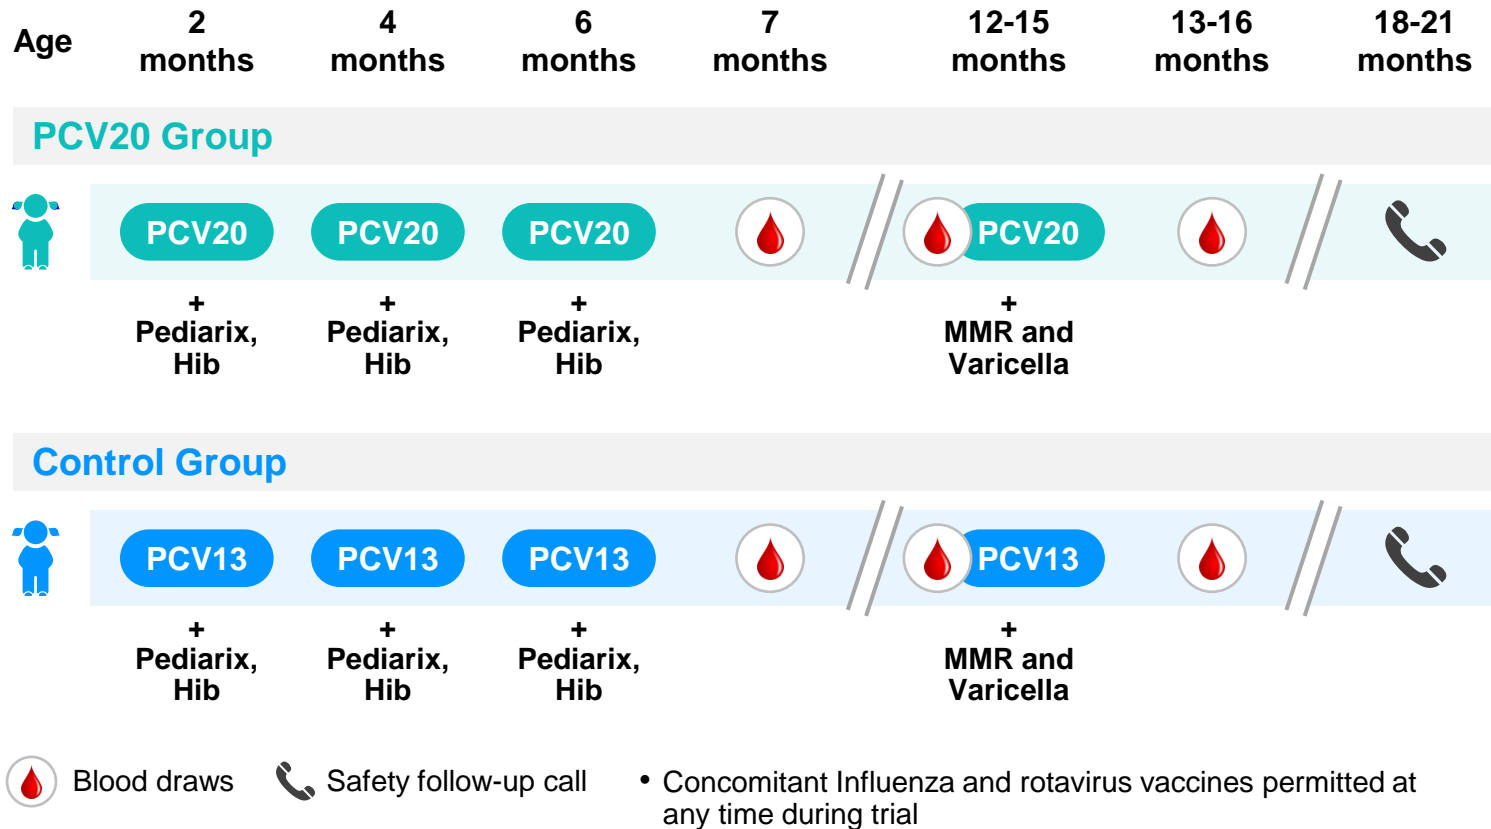 Age
2 months
4 months
6 months
7 months
12-15 months
13-16 months
18-21 months
PCV20 Group
PCV20
PCV20
PCV20
PCV20
+
Pediarix,
Hib
+
Pediarix,
Hib
+
Pediarix,
Hib
+
MMR and
Varicella
Control Group
PCV13
PCV13
PCV13
PCV13
+
Pediarix,
Hib
+
Pediarix,
Hib
+
Pediarix,
Hib
+
MMR and
Varicella
Blood draws
Safety follow-up call
• Concomitant Influenza and rotavirus vaccines permitted at
any time during trial